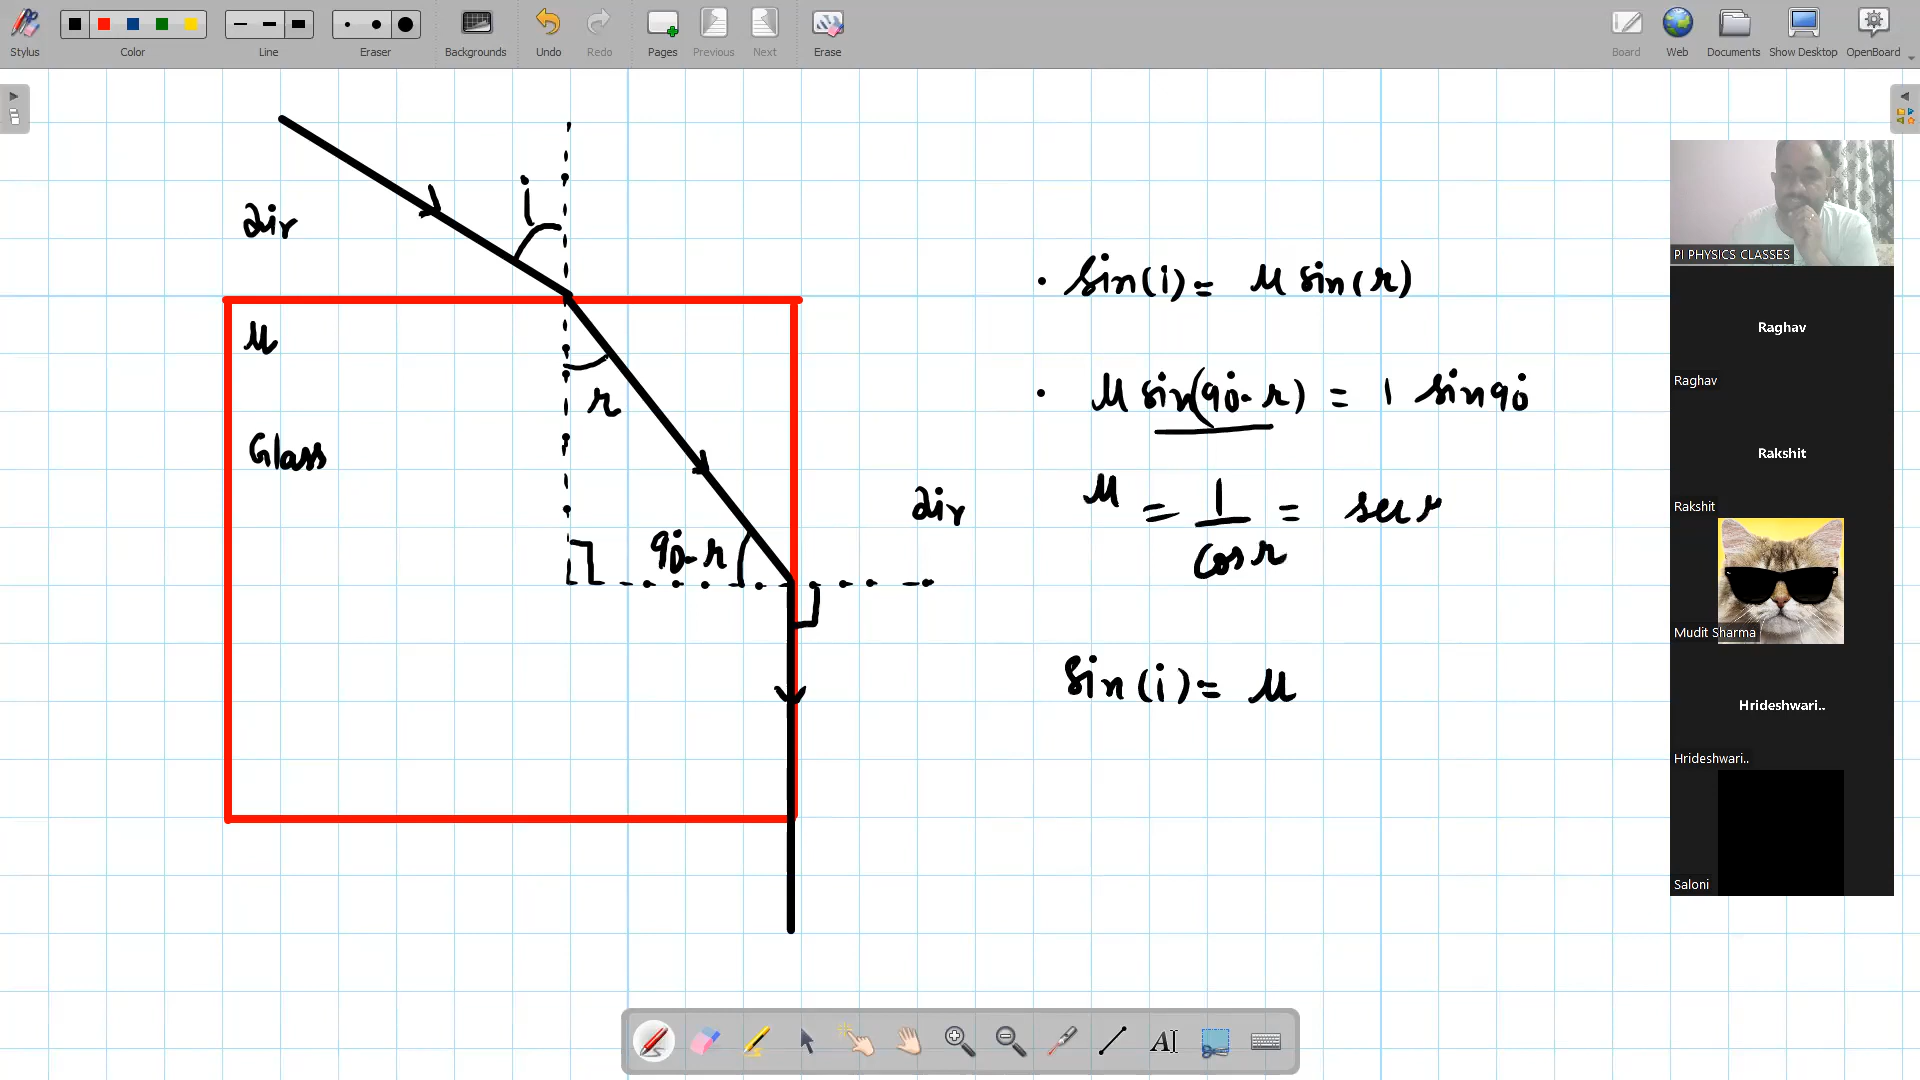 Stylus
Color
Line
Eraser
Backgrounds
Undo
Redo
Pages
Previous
Next
Erase
Board
Web
Documents
Show Desktop
OpenBoard
air
i
μ
Glass
r
90°-r
air
• sin(i) = μ sin(r)
• μ sin(90°-r) = 1 sin90°
μ = 1/cos r = sec r
sin(i) = μ
PI PHYSICS CLASSES
Raghav
Raghav
Rakshit
Rakshit
Mudit Sharma
Hrideshwari..
Hrideshwari..
Saloni